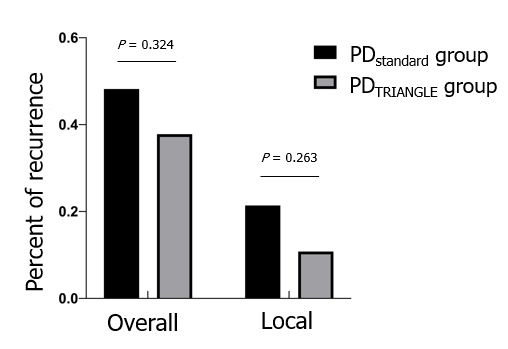 0.6
P = 0.324
PDstandard group
PDTRIANGLE group
Percent of recurrence
0.4
P = 0.263
0.2
0.0
Overall
Local